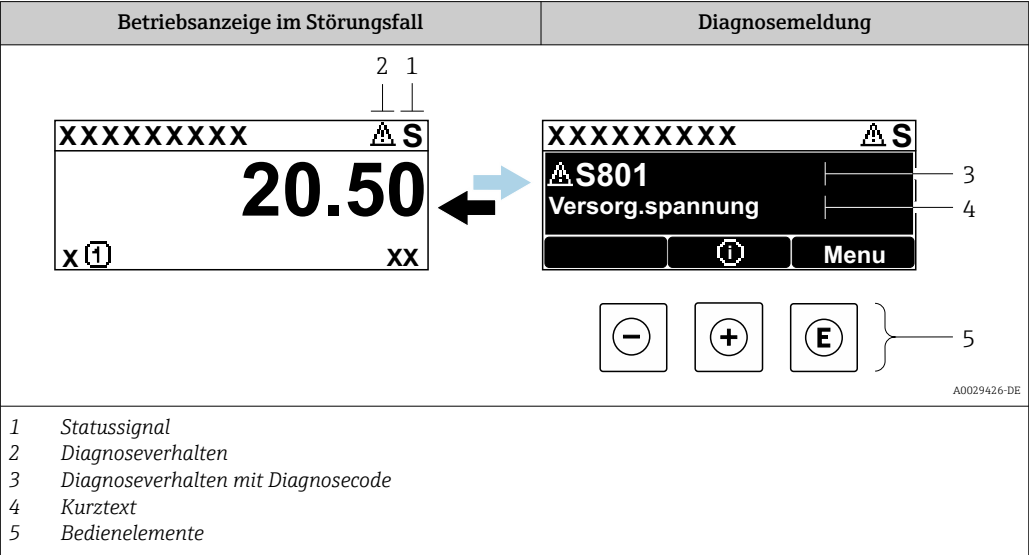 Betriebsanzeige im Störungsfall
Diagnosemeldung
2 1
XXXXXXXXX S
20.50
x 1 xx
XXXXXXXXX S
S801
3
Versorg.spannung
4
i Menu
- + E
5
A0029426-DE
1 Statussignal
2 Diagnoseverhalten
3 Diagnoseverhalten mit Diagnosecode
4 Kurztext
5 Bedienelemente